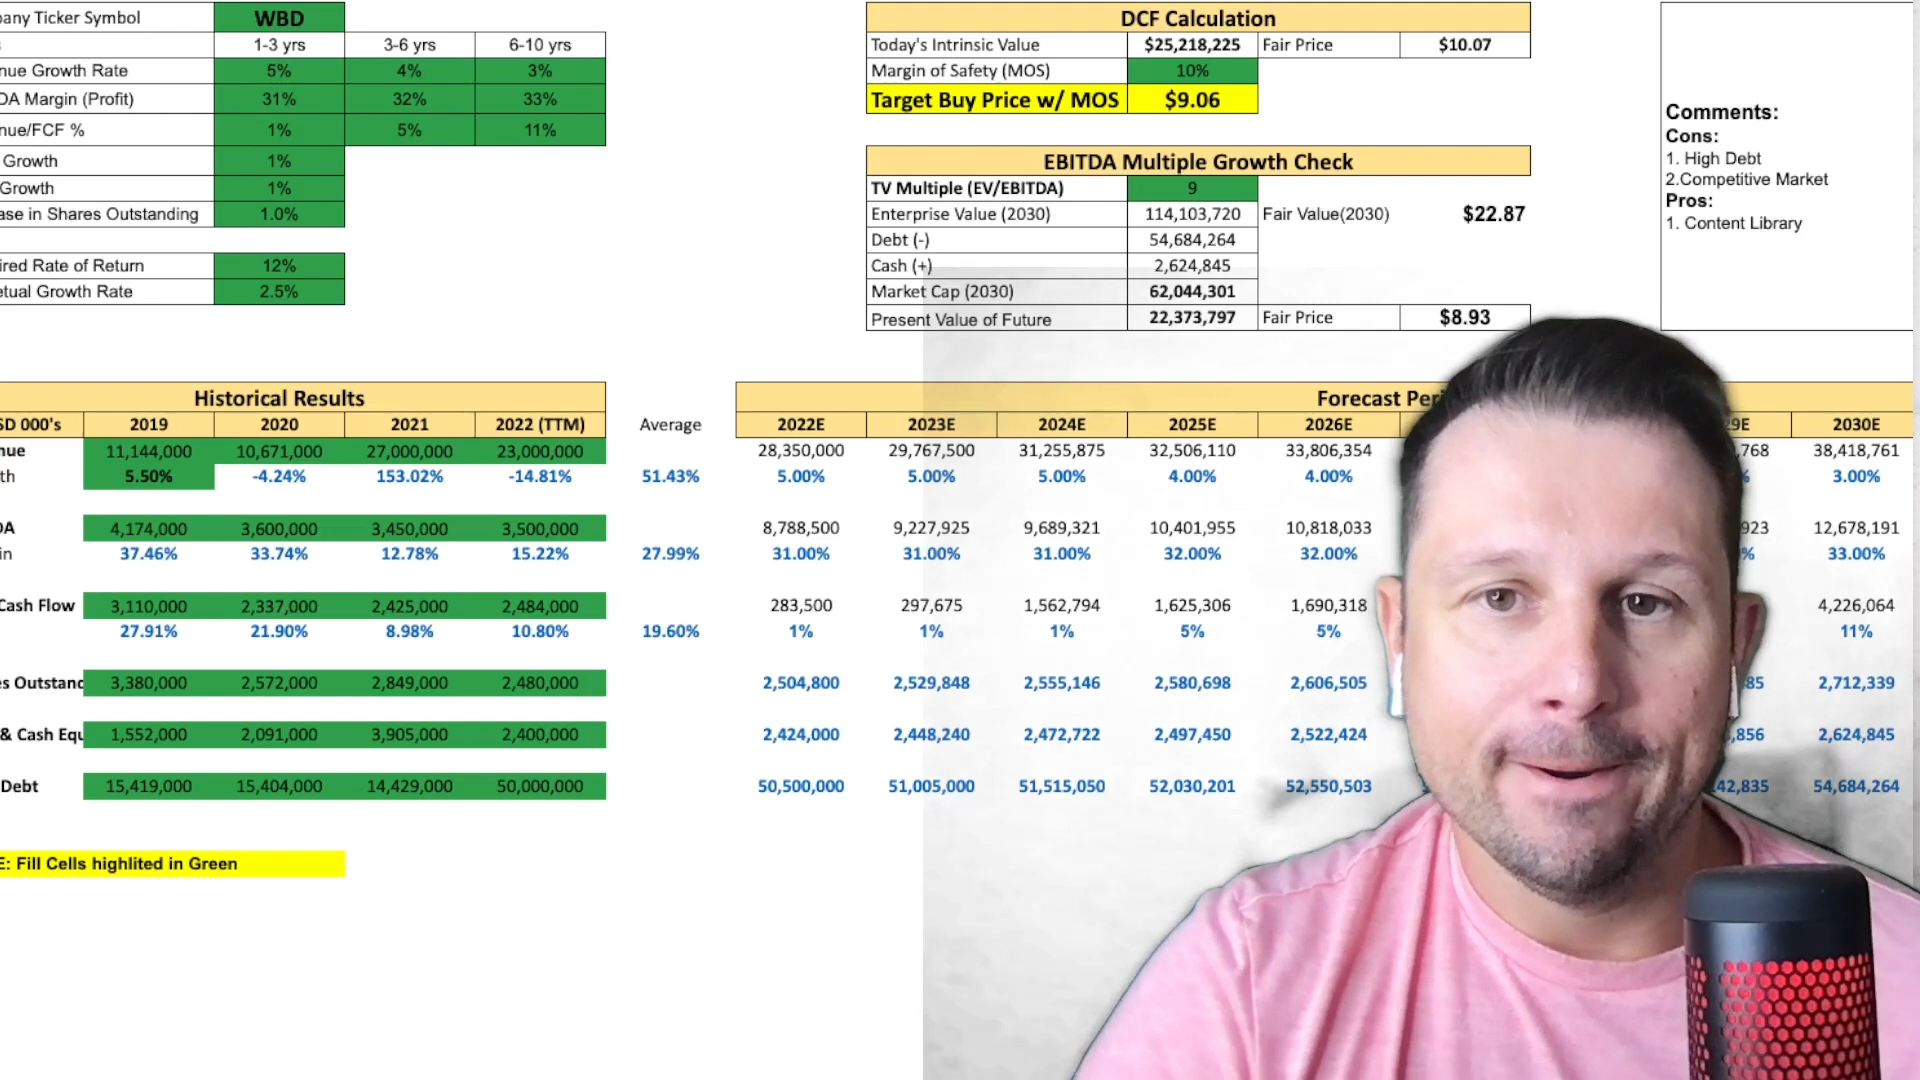 any Ticker Symbol WBD
1-3 yrs 3-6 yrs 6-10 yrs
nue Growth Rate 5% 4% 3%
DA Margin (Profit) 31% 32% 33%
nue/FCF % 1% 5% 11%
Growth 1%
Growth 1%
ase in Shares Outstanding 1.0%
ired Rate of Return 12%
etual Growth Rate 2.5%
DCF Calculation
Today's Intrinsic Value $25,218,225 Fair Price $10.07
Margin of Safety (MOS) 10%
Target Buy Price w/ MOS $9.06
EBITDA Multiple Growth Check
TV Multiple (EV/EBITDA) 9
Enterprise Value (2030) 114,103,720 Fair Value(2030) $22.87
Debt (-) 54,684,264
Cash (+) 2,624,845
Market Cap (2030) 62,044,301
Present Value of Future 22,373,797 Fair Price $8.93
Comments:
Cons:
1. High Debt
2.Competitive Market
Pros:
1. Content Library
Historical Results Forecast Peri
SD 000's 2019 2020 2021 2022 (TTM) Average 2022E 2023E 2024E 2025E 2026E 29E 2030E
nue 11,144,000 10,671,000 27,000,000 23,000,000 28,350,000 29,767,500 31,255,875 32,506,110 33,806,354 ,768 38,418,761
th 5.50% -4.24% 153.02% -14.81% 51.43% 5.00% 5.00% 5.00% 4.00% 4.00% % 3.00%
DA 4,174,000 3,600,000 3,450,000 3,500,000 8,788,500 9,227,925 9,689,321 10,401,955 10,818,033 923 12,678,191
in 37.46% 33.74% 12.78% 15.22% 27.99% 31.00% 31.00% 31.00% 32.00% 32.00% % 33.00%
Cash Flow 3,110,000 2,337,000 2,425,000 2,484,000 283,500 297,675 1,562,794 1,625,306 1,690,318 4,226,064
27.91% 21.90% 8.98% 10.80% 19.60% 1% 1% 1% 5% 5% 11%
es Outstand 3,380,000 2,572,000 2,849,000 2,480,000 2,504,800 2,529,848 2,555,146 2,580,698 2,606,505 85 2,712,339
& Cash Equ 1,552,000 2,091,000 3,905,000 2,400,000 2,424,000 2,448,240 2,472,722 2,497,450 2,522,424 ,856 2,624,845
Debt 15,419,000 15,404,000 14,429,000 50,000,000 50,500,000 51,005,000 51,515,050 52,030,201 52,550,503 42,835 54,684,264
E: Fill Cells highlited in Green